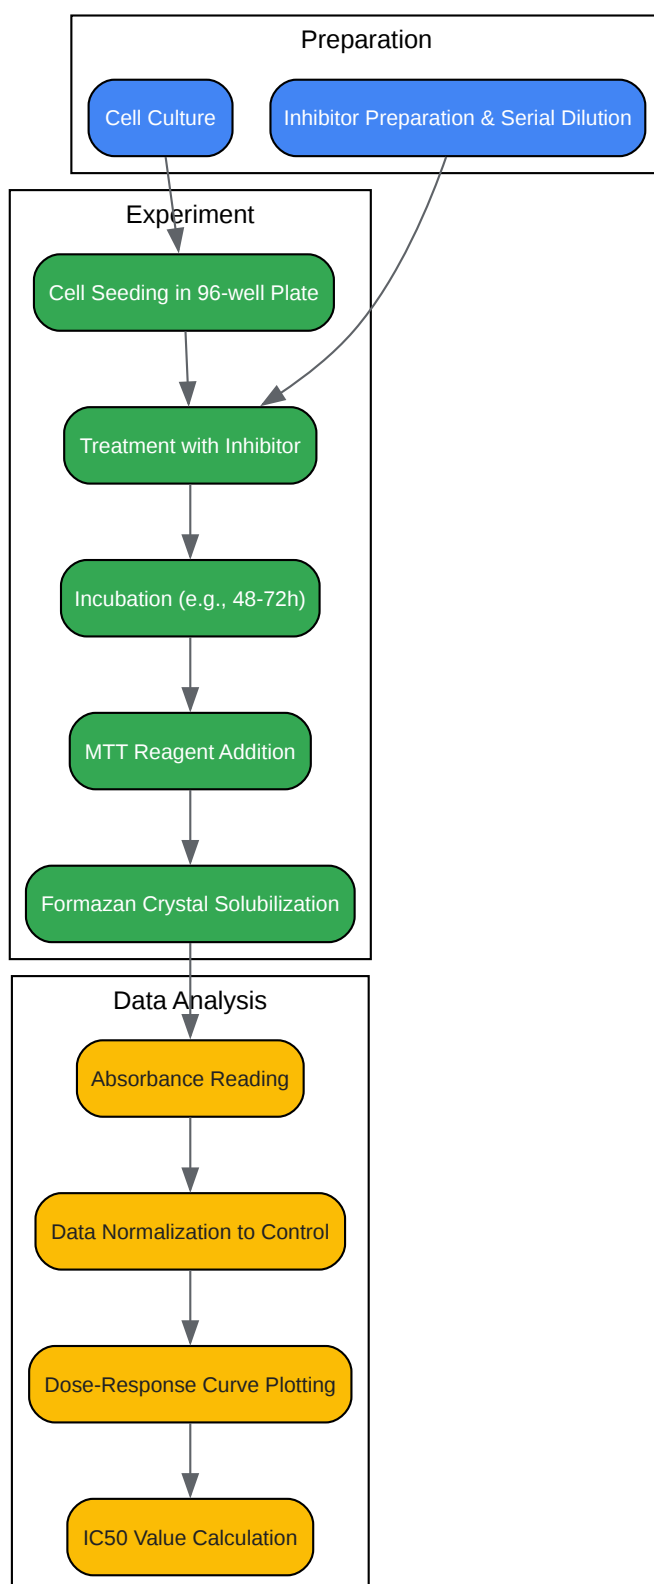 Preparation
Cell Culture
Inhibitor Preparation & Serial Dilution
Experiment
Cell Seeding in 96-well Plate
Treatment with Inhibitor
Incubation (e.g., 48-72h)
MTT Reagent Addition
Formazan Crystal Solubilization
Data Analysis
Absorbance Reading
Data Normalization to Control
Dose-Response Curve Plotting
IC50 Value Calculation